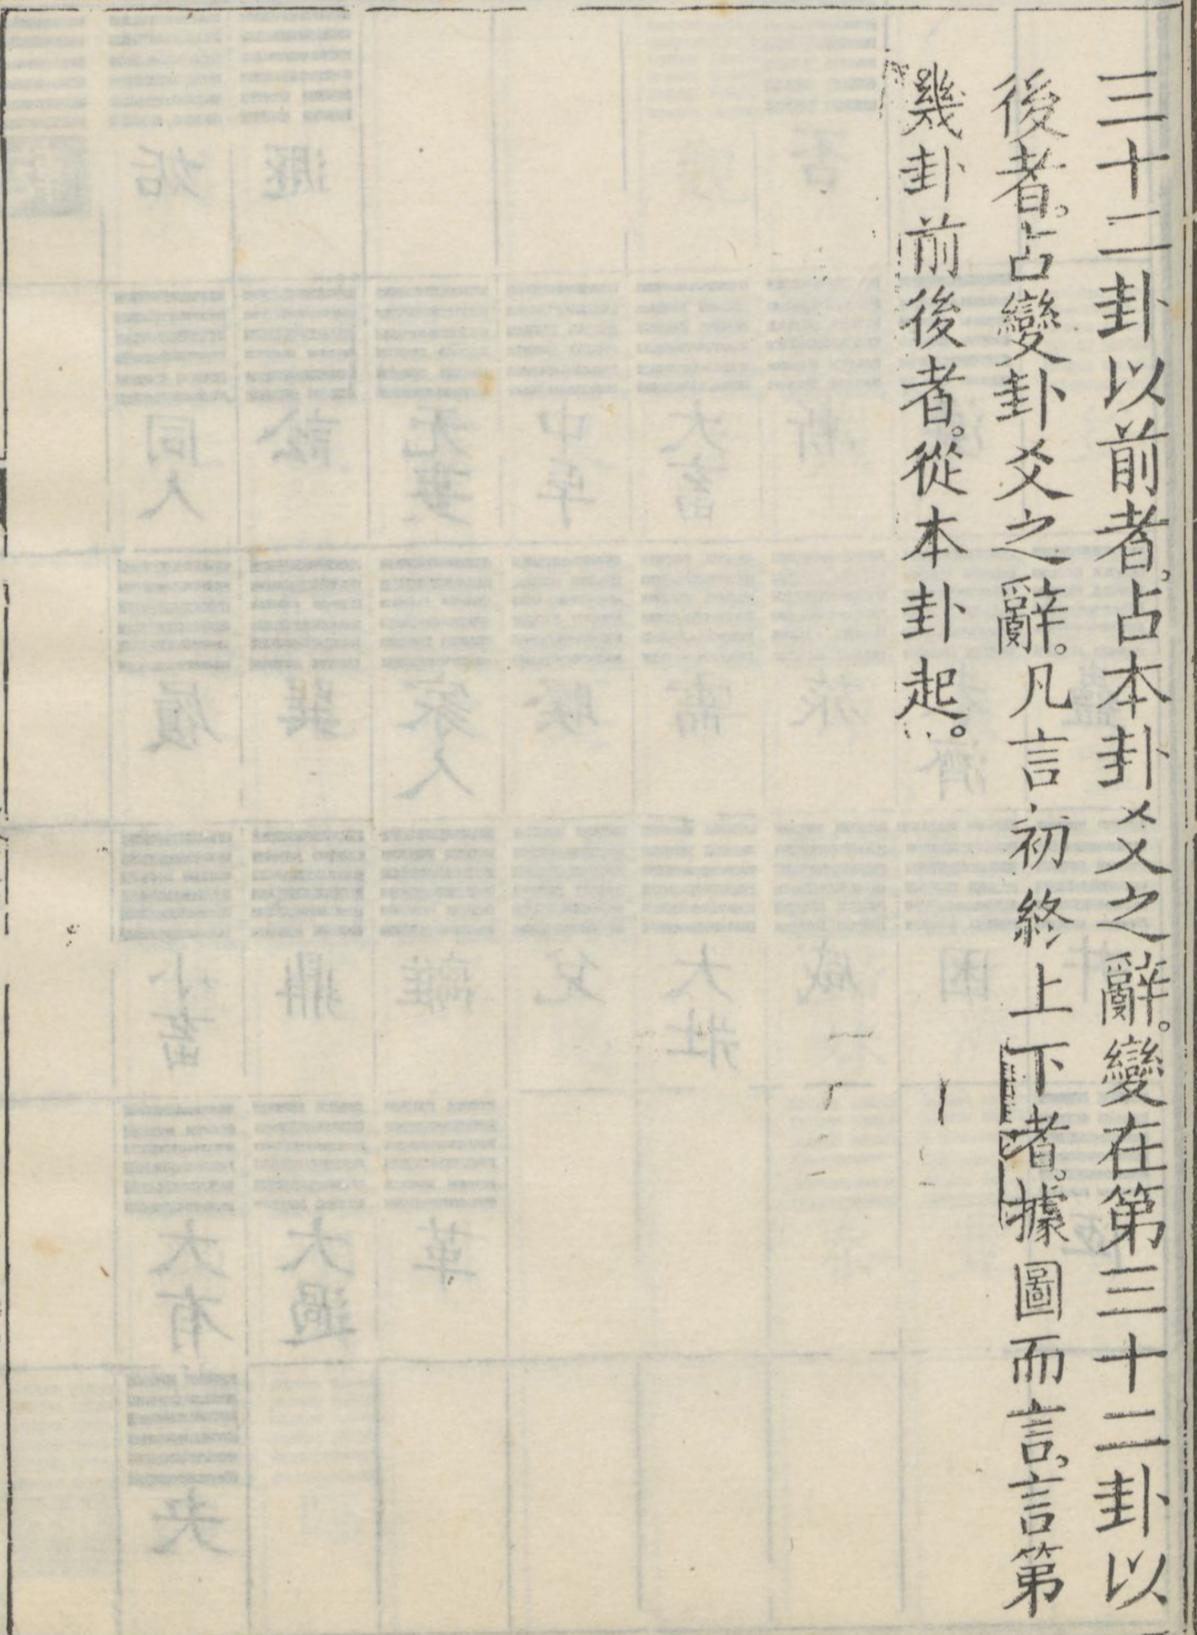 三十二卦以前者、占本卦爻之辭。變在第三十二卦以
後者。占變卦爻之辭。凡言初終上下者。據圖而言、言第
幾卦前後者。從本卦起。